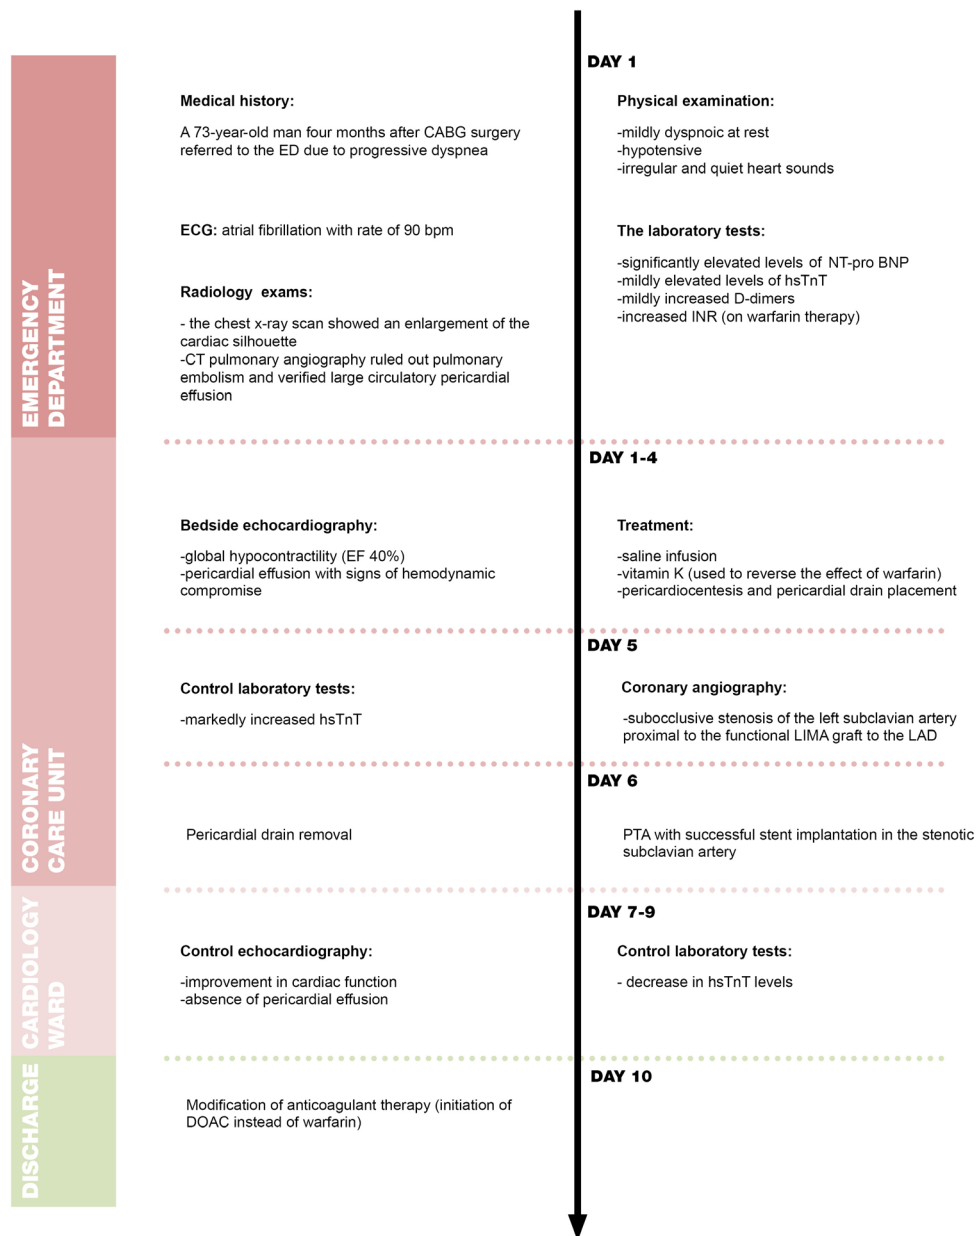 DAY 1
Medical history:
A 73-year-old man four months after CABG surgery
referred to the ED due to progressive dyspnea
Physical examination:
-mildly dyspnoic at rest
-hypotensive
-irregular and quiet heart sounds
ECG: atrial fibrillation with rate of 90 bpm
The laboratory tests:
-significantly elevated levels of NT-pro BNP
-mildly elevated levels of hsTnT
-mildly increased D-dimers
-increased INR (on warfarin therapy)
Radiology exams:
- the chest x-ray scan showed an enlargement of the
cardiac silhouette
-CT pulmonary angiography ruled out pulmonary
embolism and verified large circulatory pericardial
effusion
EMERGENCY
DEPARTMENT
DAY 1-4
Bedside echocardiography:
-global hypocontractility (EF 40%)
-pericardial effusion with signs of hemodynamic
compromise
Treatment:
-saline infusion
-vitamin K (used to reverse the effect of warfarin)
-pericardiocentesis and pericardial drain placement
DAY 5
Control laboratory tests:
-markedly increased hsTnT
Coronary angiography:
-subocclusive stenosis of the left subclavian artery
proximal to the functional LIMA graft to the LAD
CORONARY
CARE UNIT
DAY 6
Pericardial drain removal
PTA with successful stent implantation in the stenotic
subclavian artery
DAY 7-9
Control echocardiography:
-improvement in cardiac function
-absence of pericardial effusion
Control laboratory tests:
- decrease in hsTnT levels
CARDIOLOGY
WARD
DAY 10
Modification of anticoagulant therapy (initiation of
DOAC instead of warfarin)
DISCHARGE